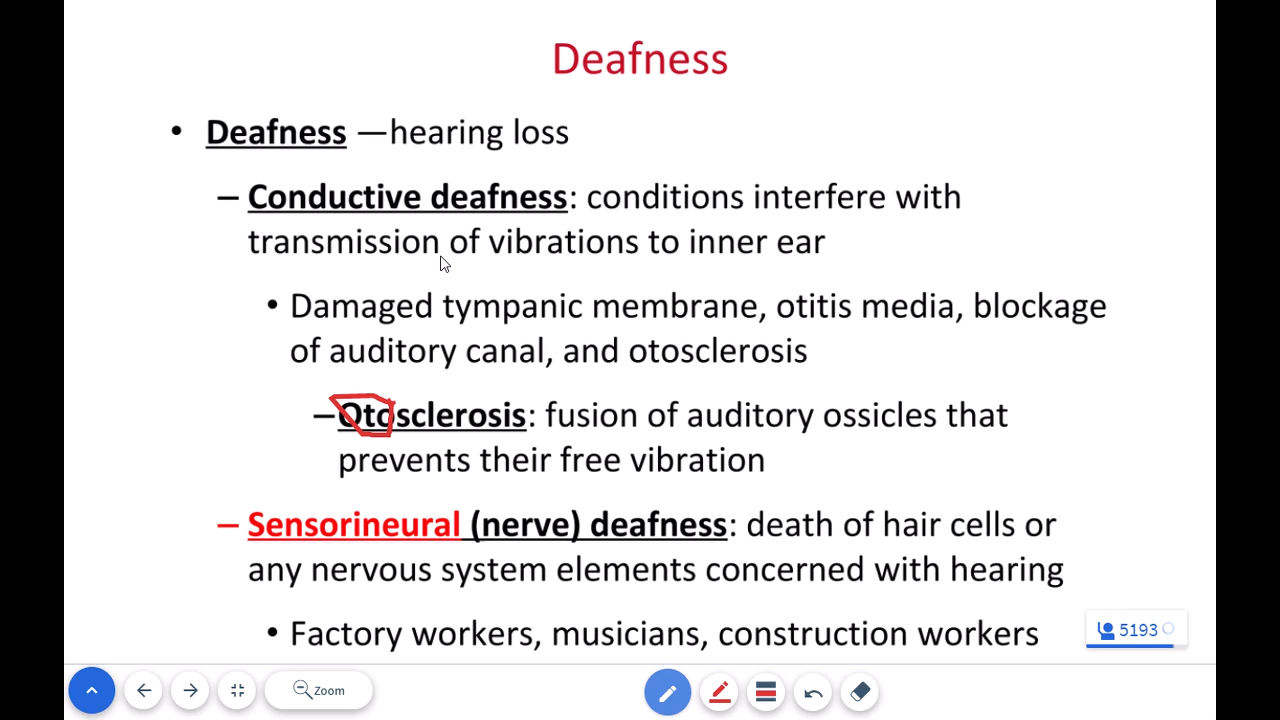 Deafness
• Deafness —hearing loss
– Conductive deafness: conditions interfere with
transmission of vibrations to inner ear
• Damaged tympanic membrane, otitis media, blockage
of auditory canal, and otosclerosis
–Otosclerosis: fusion of auditory ossicles that
prevents their free vibration
– Sensorineural (nerve) deafness: death of hair cells or
any nervous system elements concerned with hearing
• Factory workers, musicians, construction workers
5193
Zoom